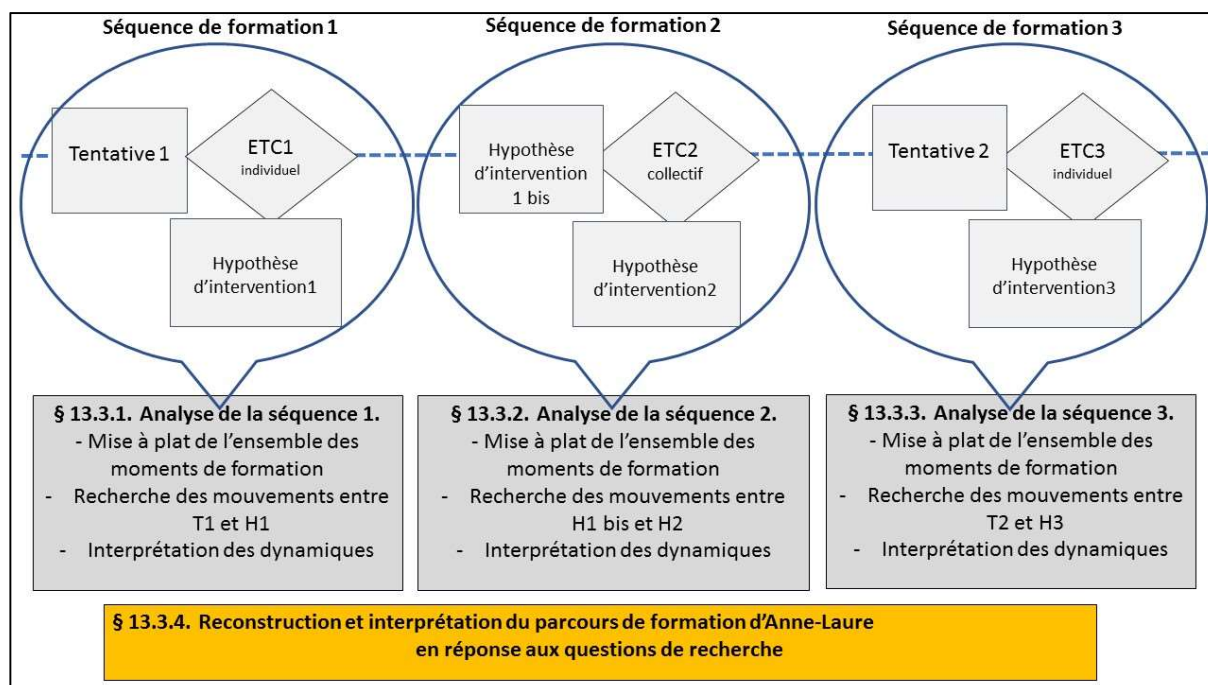 Séquence de formation 1
Séquence de formation 2
Séquence de formation 3
Tentative 1
ETC1
individuel
Hypothèse
d'intervention1
Hypothèse
d'intervention
1 bis
ETC2
collectif
Hypothèse
d'intervention2
Tentative 2
ETC3
individuel
Hypothèse
d'intervention3
§ 13.3.1. Analyse de la séquence 1.
- Mise à plat de l'ensemble des
moments de formation
- Recherche des mouvements entre
T1 et H1
- Interprétation des dynamiques
§ 13.3.2. Analyse de la séquence 2.
- Mise à plat de l'ensemble des
moments de formation
- Recherche des mouvements entre
H1 bis et H2
- Interprétation des dynamiques
§ 13.3.3. Analyse de la séquence 3.
- Mise à plat de l'ensemble des
moments de formation
- Recherche des mouvements entre
T2 et H3
- Interprétation des dynamiques
§ 13.3.4. Reconstruction et interprétation du parcours de formation d'Anne-Laure
en réponse aux questions de recherche